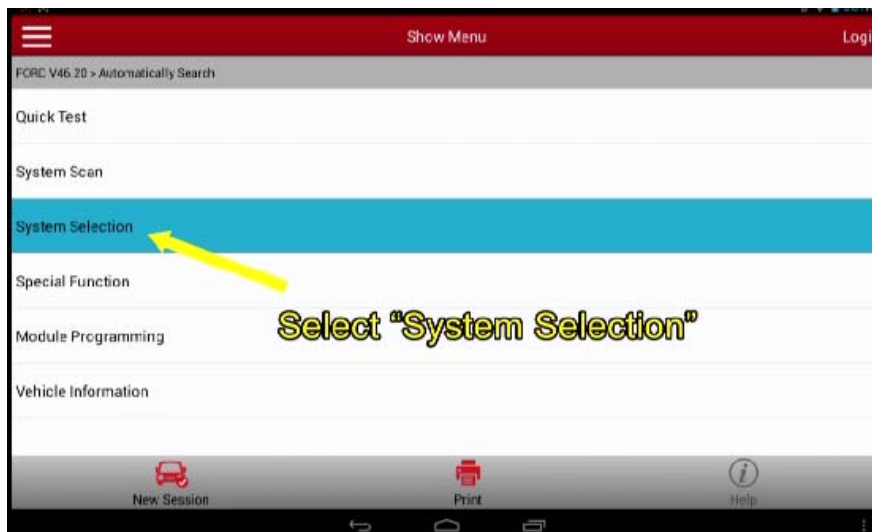 Show Menu
Logi
FORD V46.20 > Automatically Search
Quick Test
System Scan
System Selection
Special Function
Select “System Selection”
Module Programming
Vehicle Information
New Session
Print
Help